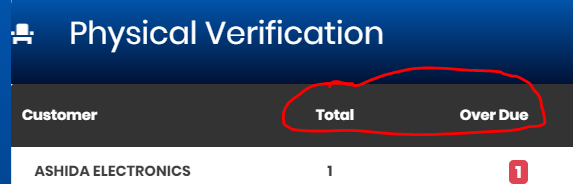 Physical Verification
Customer Total Over Due
ASHIDA ELECTRONICS 1 1